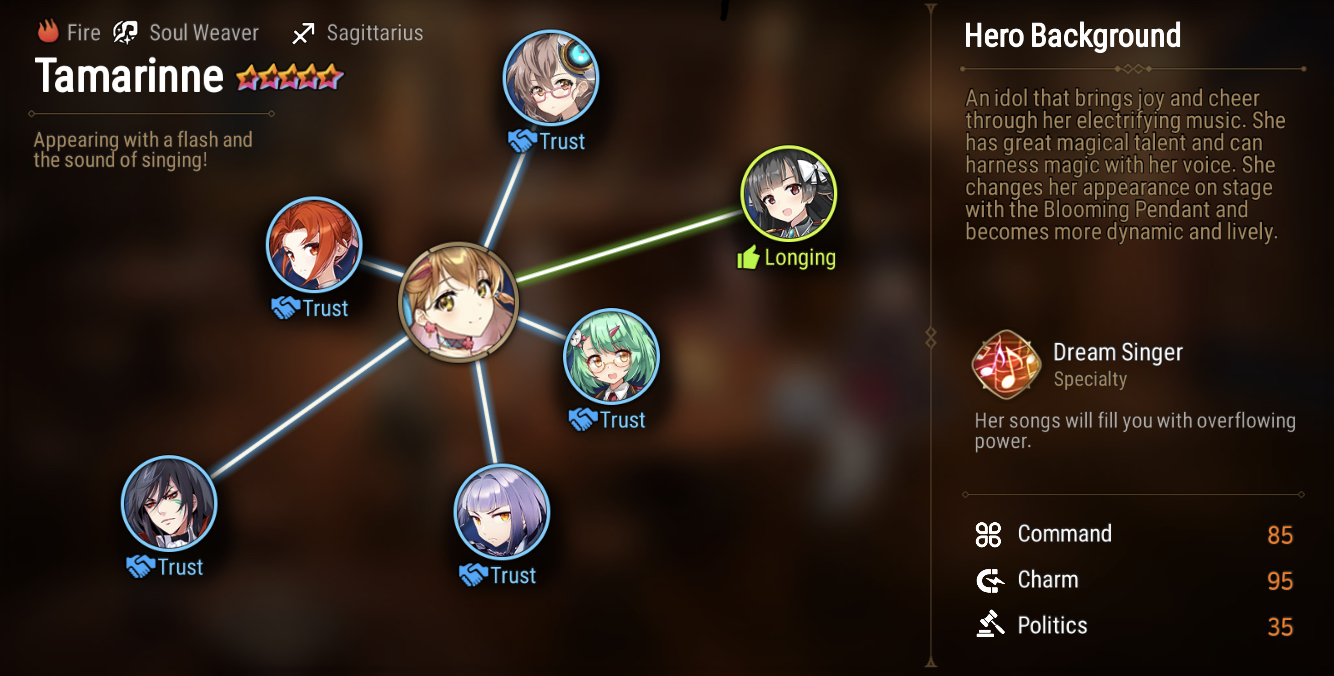 Fire Soul Weaver Sagittarius
Tamarinne
Appearing with a flash and
the sound of singing!
Trust
Longing
Trust
Trust
Trust
Trust
Hero Background
An idol that brings joy and cheer
through her electrifying music. She
has great magical talent and can
harness magic with her voice. She
changes her appearance on stage
with the Blooming Pendant and
becomes more dynamic and lively.
Dream Singer
Specialty
Her songs will fill you with overflowing
power.
Command 85
Charm 95
Politics 35